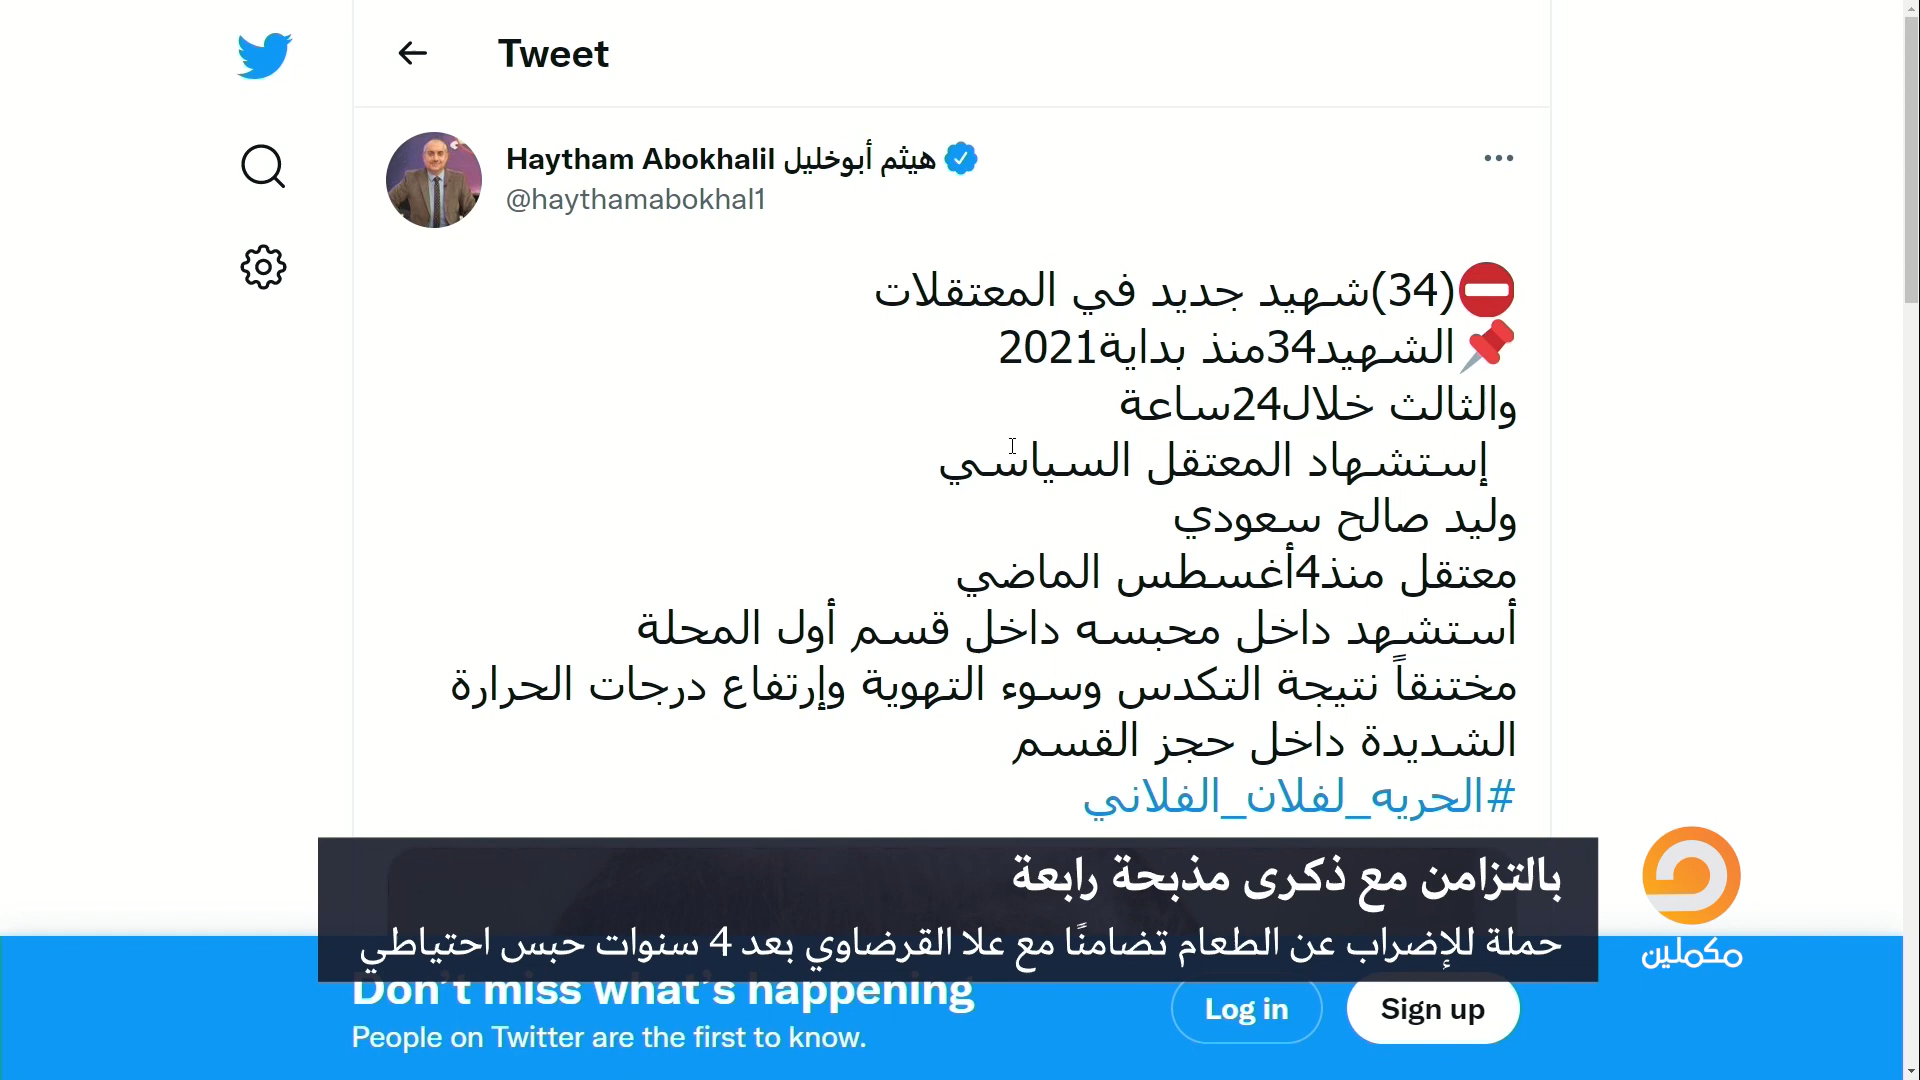 Tweet
Haytham Abokhalil هيثم أبوخليل
@haythamabokhal1
⛔(34)شهيد جديد في المعتقلات
📌الشهيد34منذ بداية2021
والثالث خلال24ساعة
إستشهاد المعتقل السياسي
وليد صالح سعودي
معتقل منذ4أغسطس الماضي
أستشهد داخل محبسه داخل قسم أول المحلة
مختنقاً نتيجة التكدس وسوء التهوية وإرتفاع درجات الحرارة
الشديدة داخل حجز القسم
#الحريه_لفلان_الفلاني
بالتزامن مع ذكرى مذبحة رابعة
حملة للإضراب عن الطعام تضامنًا مع علا القرضاوي بعد 4 سنوات حبس احتياطي
مكملين
Don't miss what's happening
People on Twitter are the first to know.
Log in
Sign up